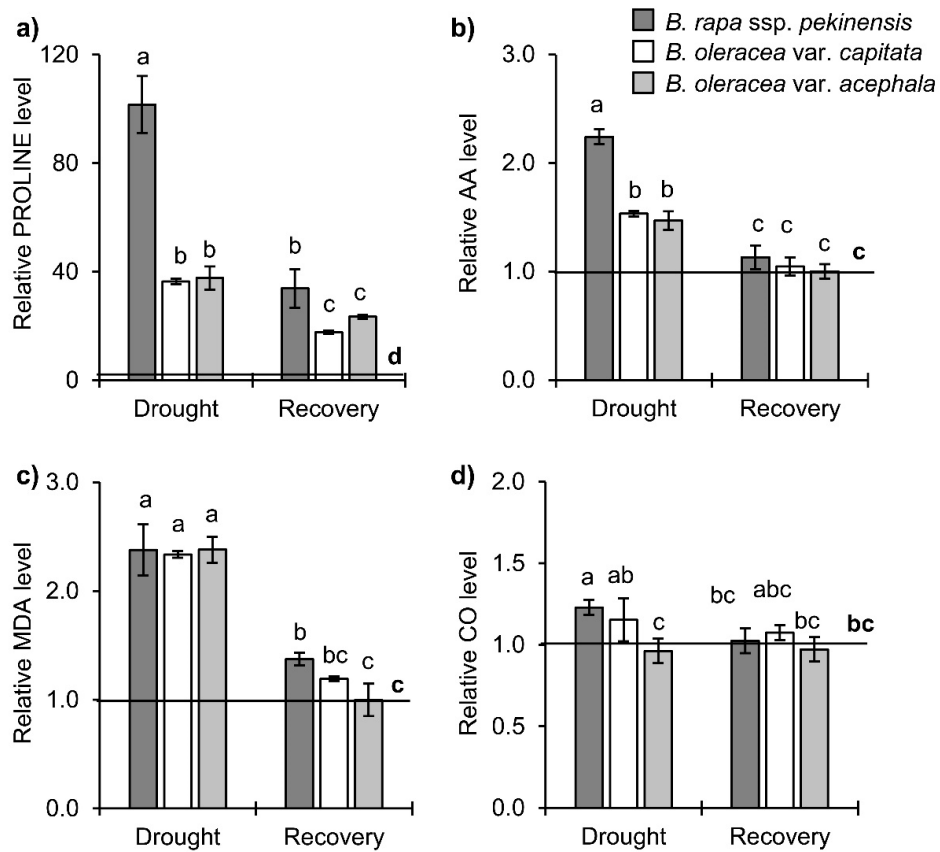 a)
120
80
40
0
Relative PROLINE level
a
b
b
b
c
c
d
Drought
Recovery
b)
B. rapa ssp. pekinensis
B. oleracea var. capitata
B. oleracea var. acephala
3.0
2.0
1.0
0.0
Relative AA level
a
b
b
c
c
c
c
Drought
Recovery
c)
3.0
2.0
1.0
0.0
Relative MDA level
a
a
a
b
bc
c
c
Drought
Recovery
d)
2.0
1.5
1.0
0.5
0.0
Relative CO level
a
ab
c
bc
abc
bc
bc
Drought
Recovery